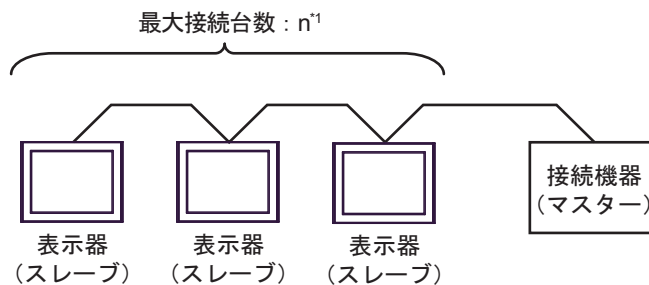 最大接続台数：n*1
接続機器
（マスター）
表示器
（スレーブ）
表示器
（スレーブ）
表示器
（スレーブ）